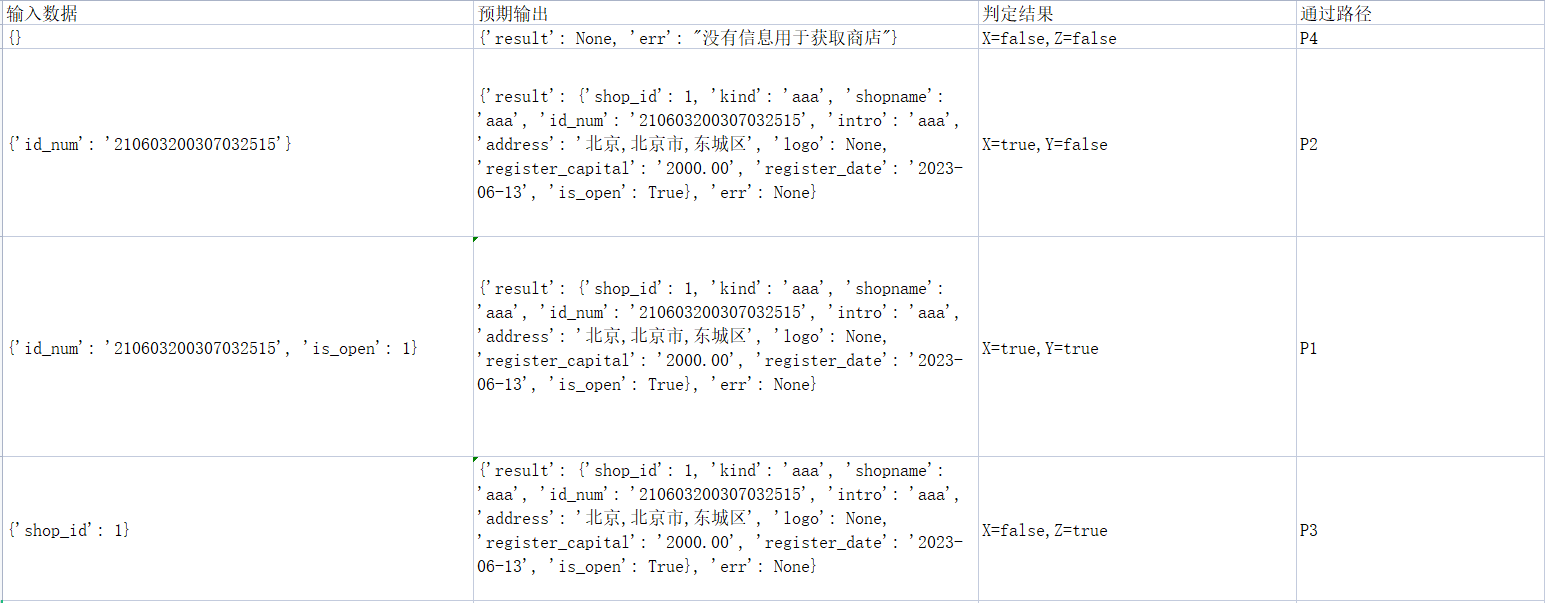 输入数据 预期输出 判定结果 通过路径
{} {'result': None, 'err': "没有信息用于获取商店"} X=false,Z=false P4
{'id_num': '210603200307032515'}
{'result': {'shop_id': 1, 'kind': 'aaa', 'shopname':
'aaa', 'id_num': '210603200307032515', 'intro': 'aaa',
'address': '北京,北京市,东城区', 'logo': None,
'register_capital': '2000.00', 'register_date': '2023-
06-13', 'is_open': True}, 'err': None}
X=true,Y=false
P2
{'id_num': '210603200307032515', 'is_open': 1}
{'result': {'shop_id': 1, 'kind': 'aaa', 'shopname':
'aaa', 'id_num': '210603200307032515', 'intro': 'aaa',
'address': '北京,北京市,东城区', 'logo': None,
'register_capital': '2000.00', 'register_date': '2023-
06-13', 'is_open': True}, 'err': None}
X=true,Y=true
P1
{'shop_id': 1}
{'result': {'shop_id': 1, 'kind': 'aaa', 'shopname':
'aaa', 'id_num': '210603200307032515', 'intro': 'aaa',
'address': '北京,北京市,东城区', 'logo': None,
'register_capital': '2000.00', 'register_date': '2023-
06-13', 'is_open': True}, 'err': None}
X=false,Z=true
P3